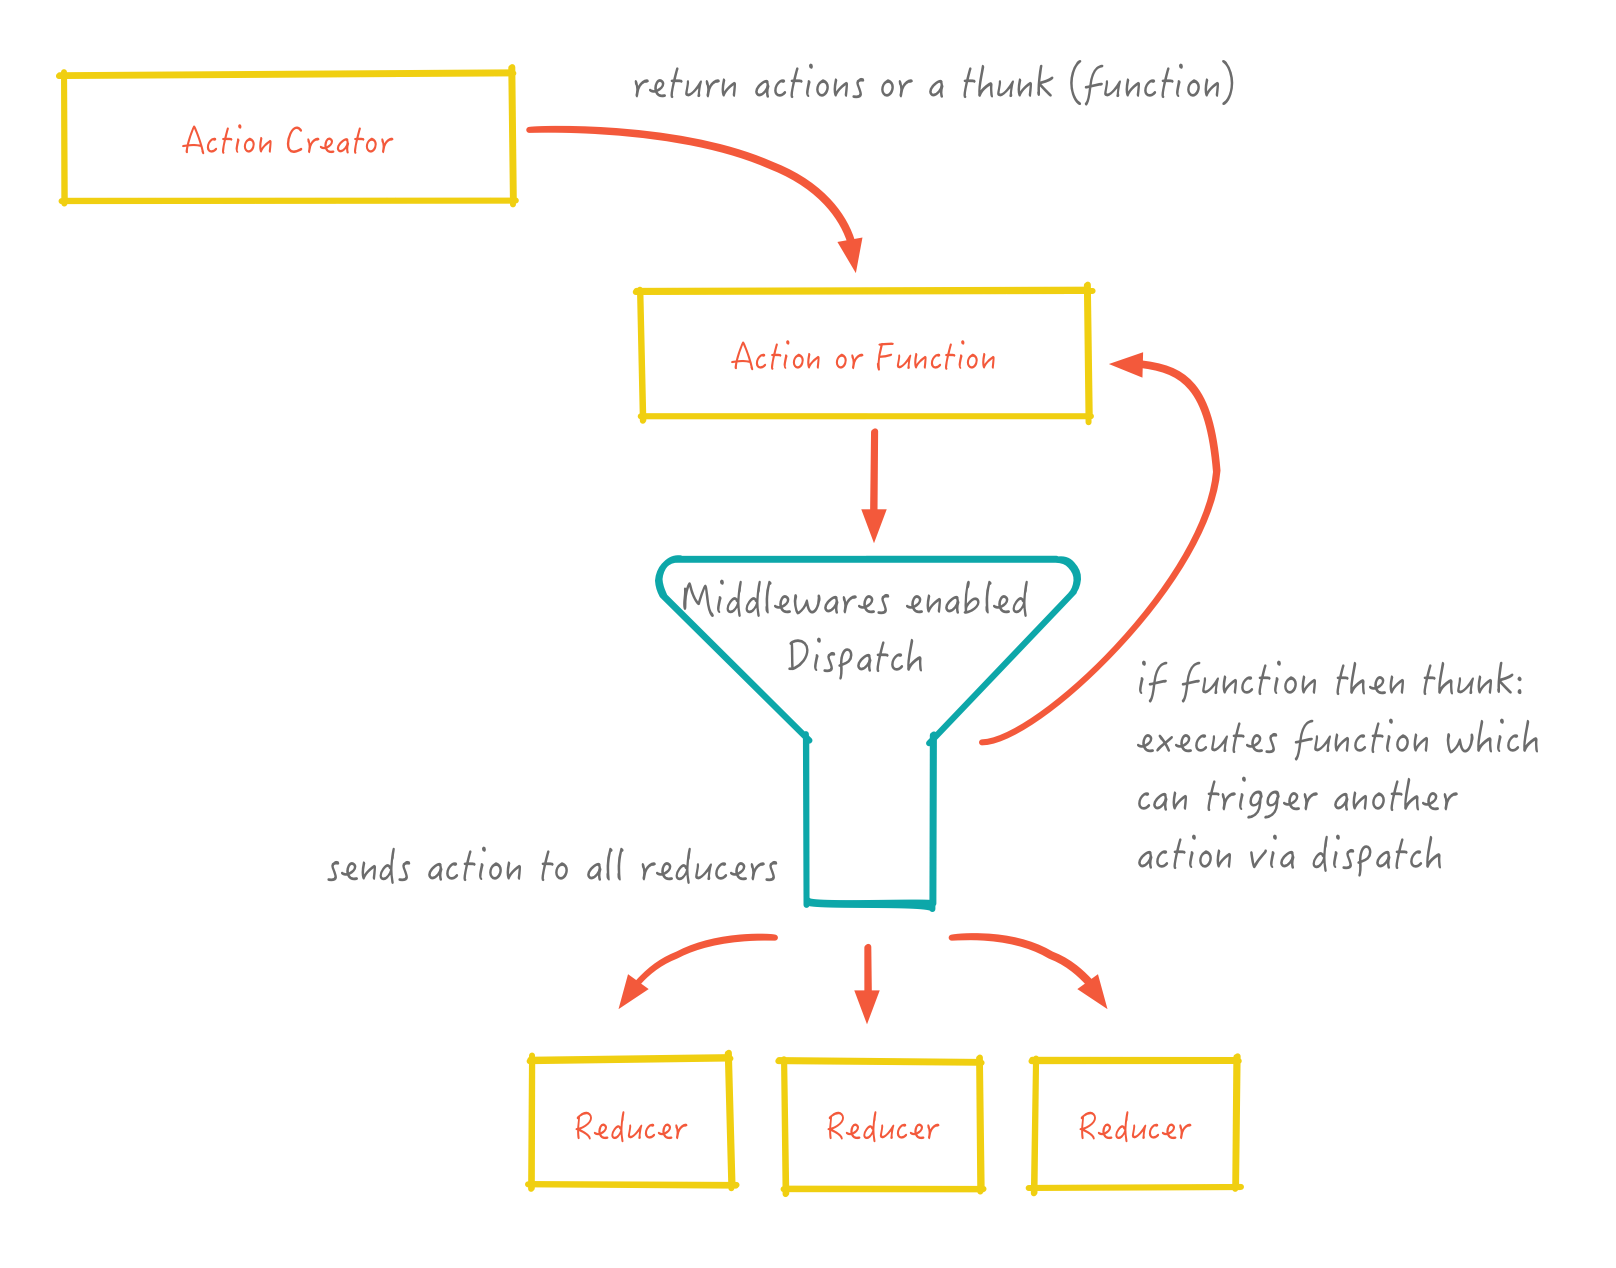 return actions or a thunk (function)
Action Creator
Action or Function
Middlewares enabled
Dispatch
if function then thunk:
executes function which
can trigger another
action via dispatch
sends action to all reducers
Reducer
Reducer
Reducer